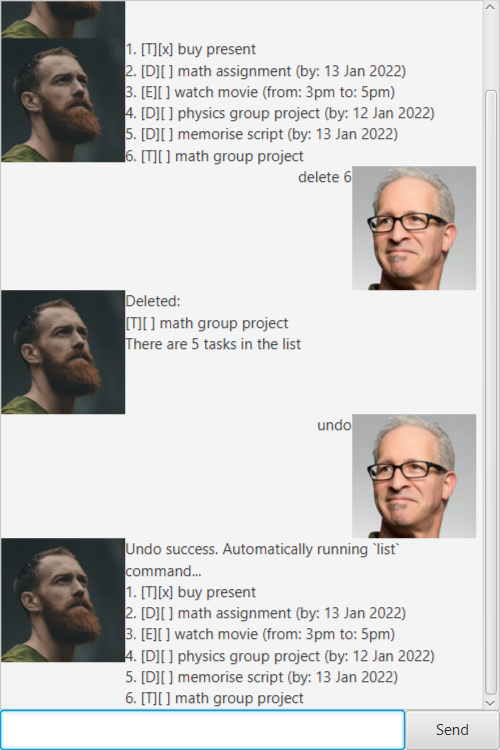 1. [T][x] buy present
2. [D][ ] math assignment (by: 13 Jan 2022)
3. [E][ ] watch movie (from: 3pm to: 5pm)
4. [D][ ] physics group project (by: 12 Jan 2022)
5. [D][ ] memorise script (by: 13 Jan 2022)
6. [T][ ] math group project
delete 6
Deleted:
[T][ ] math group project
There are 5 tasks in the list
undo
Undo success. Automatically running `list`
command...
1. [T][x] buy present
2. [D][ ] math assignment (by: 13 Jan 2022)
3. [E][ ] watch movie (from: 3pm to: 5pm)
4. [D][ ] physics group project (by: 12 Jan 2022)
5. [D][ ] memorise script (by: 13 Jan 2022)
6. [T][ ] math group project
Send